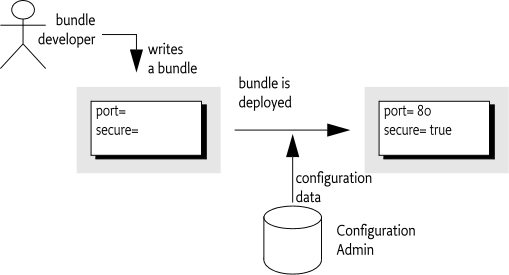 bundle
developer
writes
a bundle
port=
secure=
bundle is
deployed
port= 80
secure= true
configuration
data
Configuration
Admin